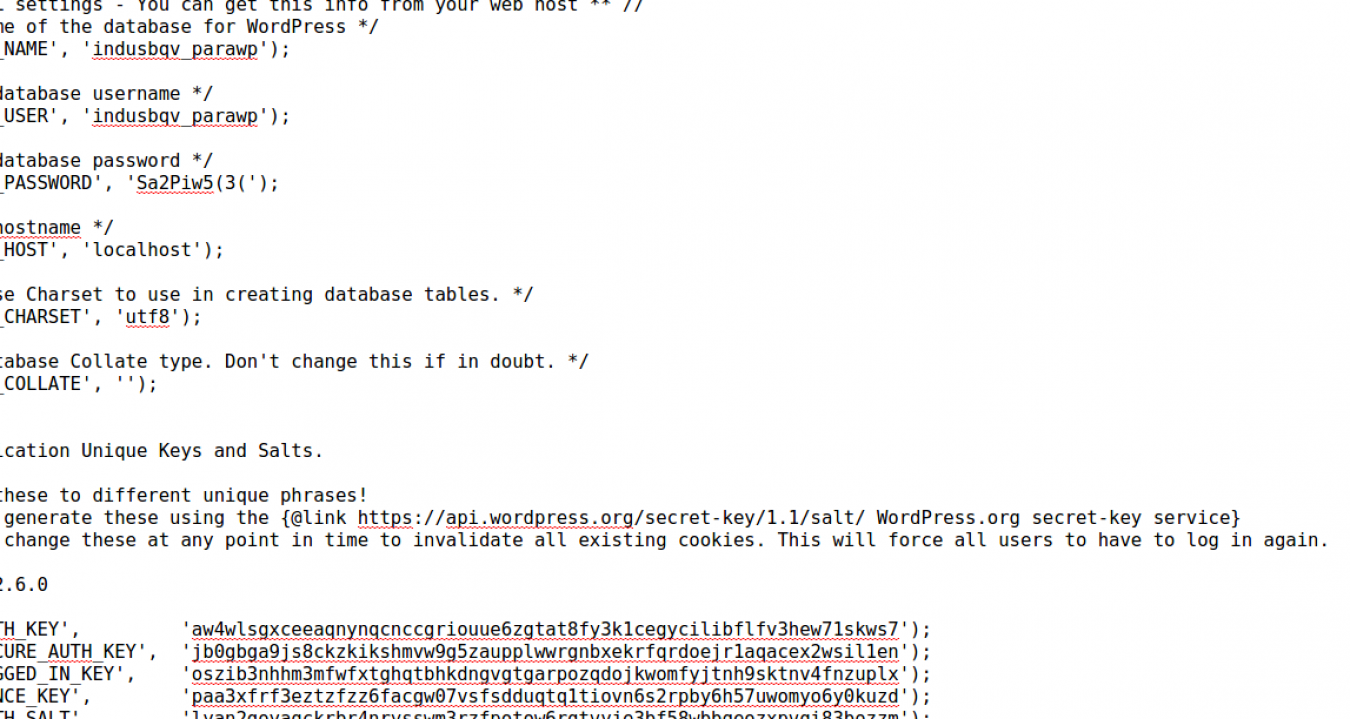 settings - You can get this info from your web host ** //
me of the database for WordPress */
_NAME', 'indusbqv_parawp');
database username */
_USER', 'indusbqv_parawp');
database password */
_PASSWORD', 'Sa2Piw5(3(');
hostname */
_HOST', 'localhost');
se Charset to use in creating database tables. */
_CHARSET', 'utf8');
tabase Collate type. Don't change this if in doubt. */
_COLLATE', '');
ication Unique Keys and Salts.
these to different unique phrases!
generate these using the {@link https://api.wordpress.org/secret-key/1.1/salt/ WordPress.org secret-key service}
change these at any point in time to invalidate all existing cookies. This will force all users to have to log in again.
2.6.0
TH_KEY', 'aw4wlsgxceeaqnynqcnccgriouue6zgtat8fy3k1cegycilibflfv3hew71skws7');
CURE_AUTH_KEY', 'jb0gbga9js8ckzkikshmvw9g5zaupplwwrgnbxekrfqrdoejr1aqacex2wsil1en');
GGED_IN_KEY', 'oszib3nhhm3mfwfxtghqtbhkdngvgtgarpozqdojkwomfyjtnh9sktnv4fnzuplx');
NCE_KEY', 'paa3xfrf3eztzfzz6facgw07vsfsdduqtq1tiovn6s2rpby6h57uwomyo6y0kuzd');